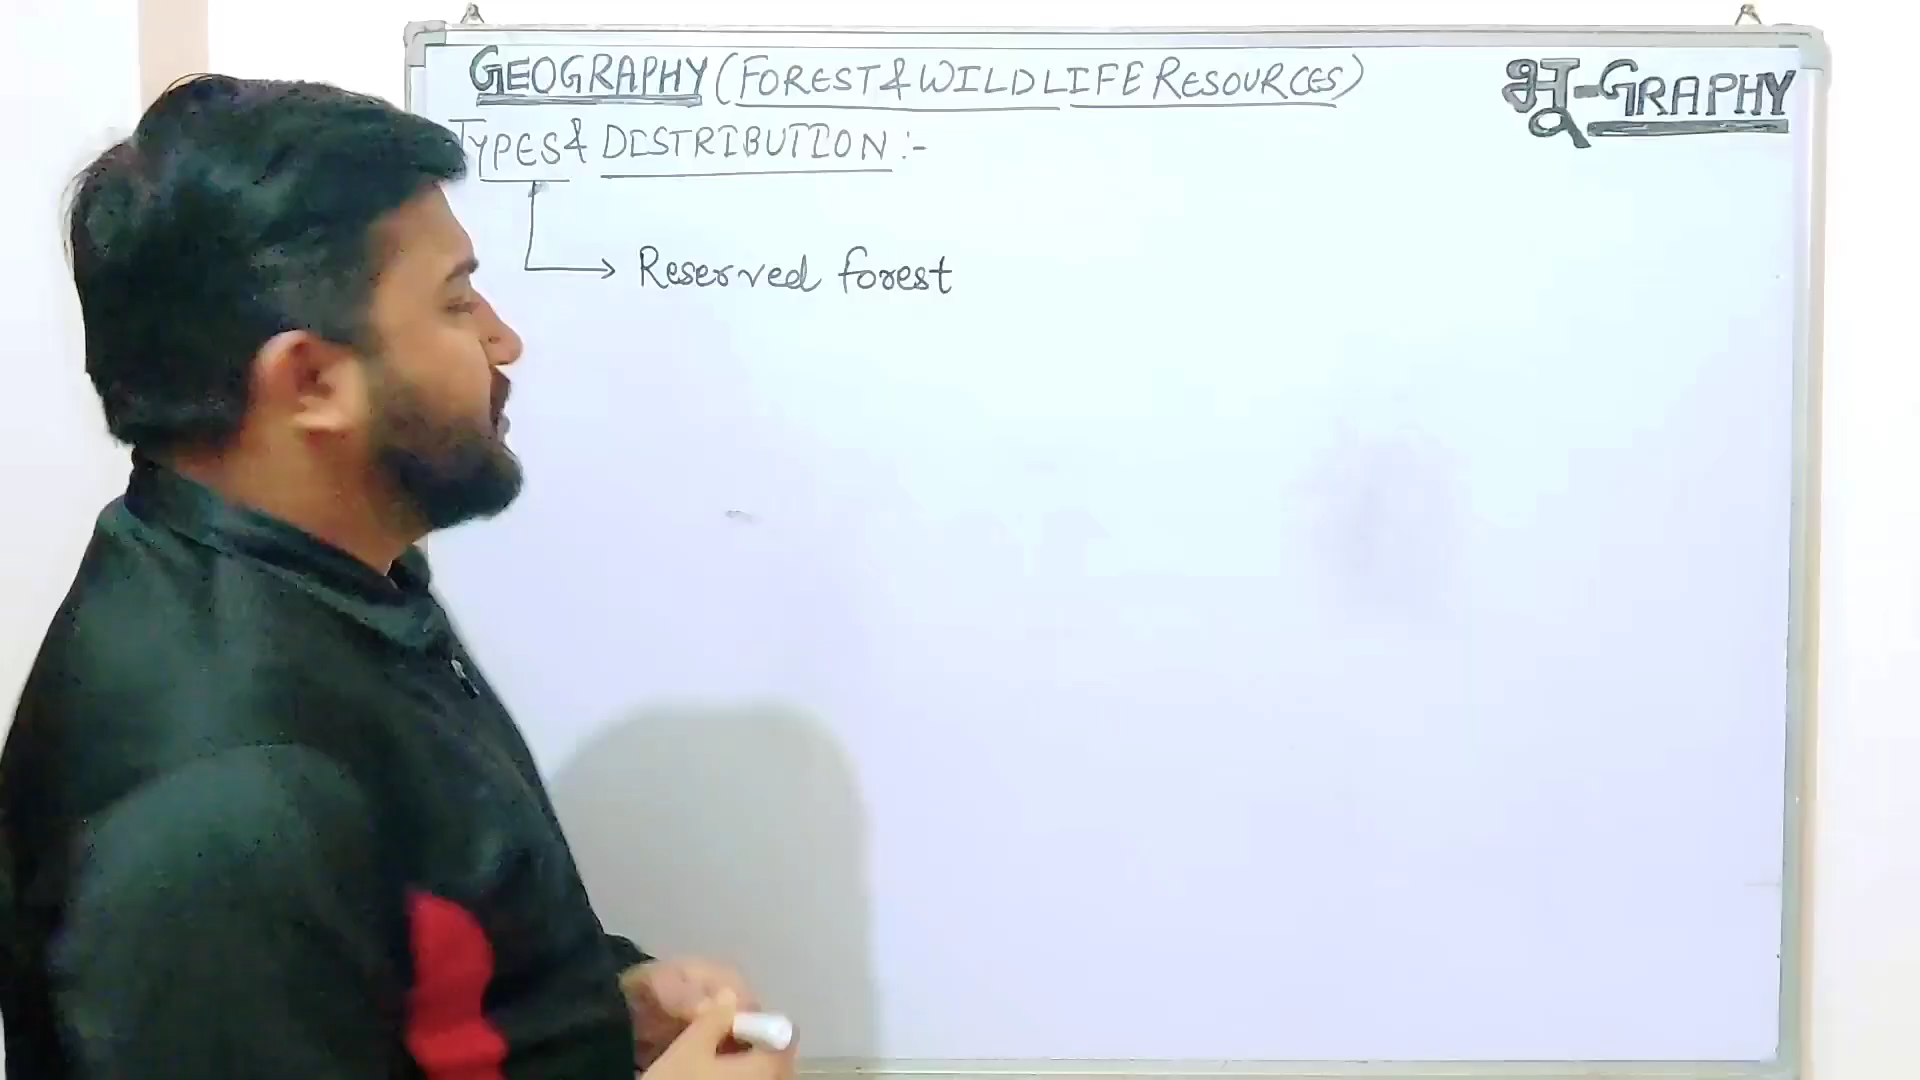 GEOGRAPHY (FOREST & WILDLIFE RESOURCES)
भू-GRAPHY
TYPES & DISTRIBUTION :-
Reserved forest